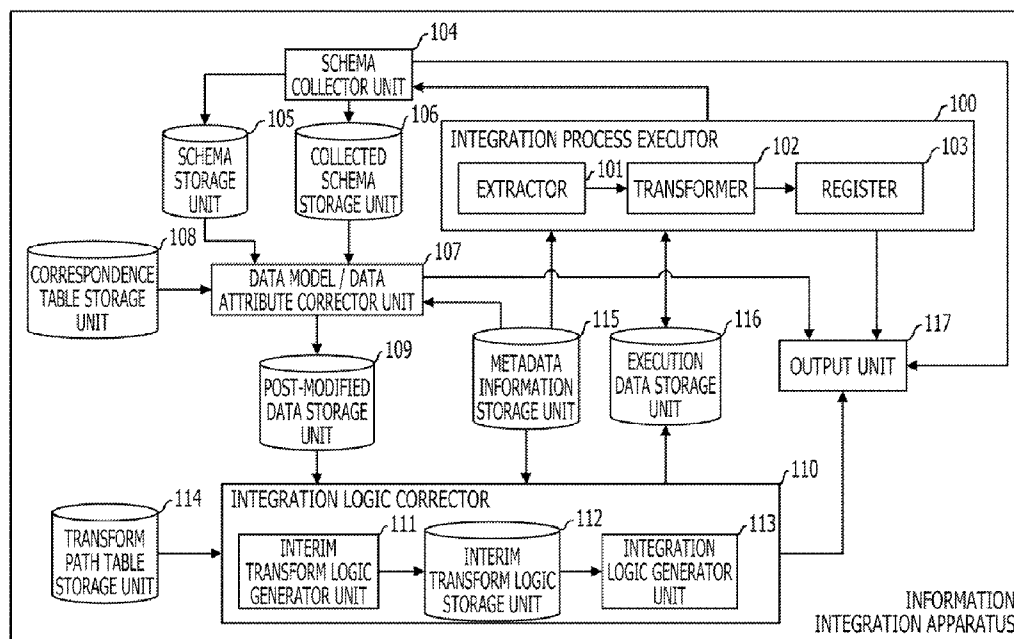 104
SCHEMA
COLLECTOR UNIT
105
SCHEMA
STORAGE
UNIT
106
COLLECTED
SCHEMA
STORAGE UNIT
100
INTEGRATION PROCESS EXECUTOR
101
EXTRACTOR
102
TRANSFORMER
103
REGISTER
108
CORRESPONDENCE
TABLE STORAGE
UNIT
107
DATA MODEL / DATA
ATTRIBUTE CORRECTOR UNIT
109
POST-MODIFIED
DATA STORAGE
UNIT
115
METADATA
INFORMATION
STORAGE UNIT
116
EXECUTION
DATA STORAGE
UNIT
117
OUTPUT UNIT
114
TRANSFORM
PATH TABLE
STORAGE UNIT
110
INTEGRATION LOGIC CORRECTOR
111
INTERIM
TRANSFORM LOGIC
GENERATOR UNIT
112
INTERIM
TRANSFORM LOGIC
STORAGE UNIT
113
INTEGRATION
LOGIC GENERATOR
UNIT
INFORMATION
INTEGRATION APPARATUS